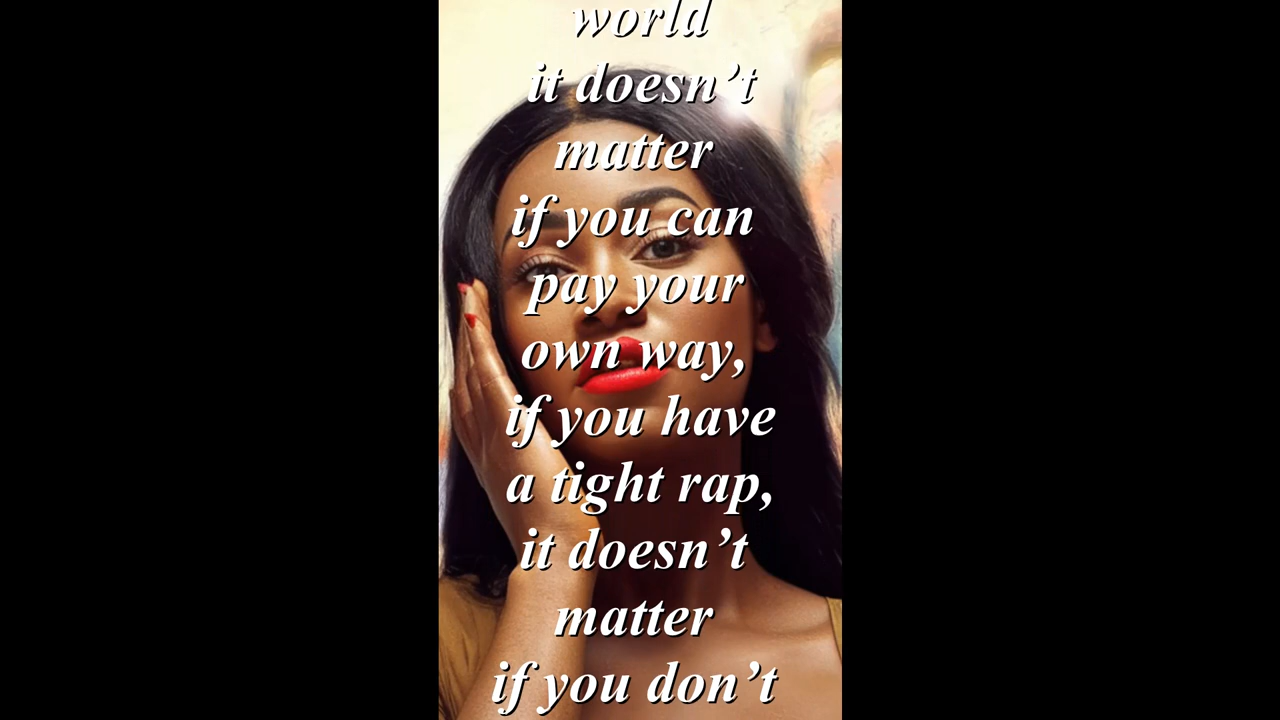 world
it doesn’t
matter
if you can
pay your
own way,
if you have
a tight rap,
it doesn’t
matter
if you don’t